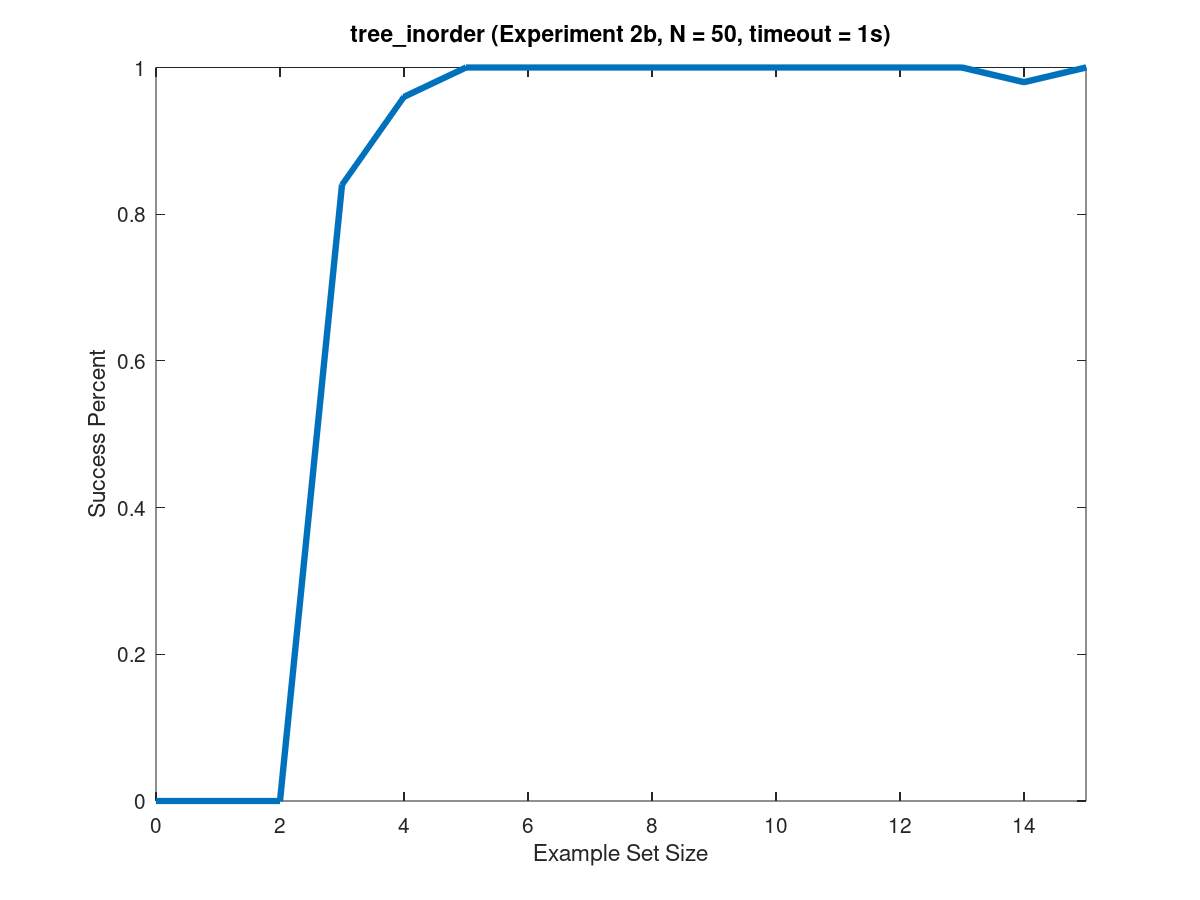 tree_inorder (Experiment 2b, N = 50, timeout = 1s)
1
0.8
0.6
0.4
0.2
0
Success Percent
0 2 4 6 8 10 12 14
Example Set Size